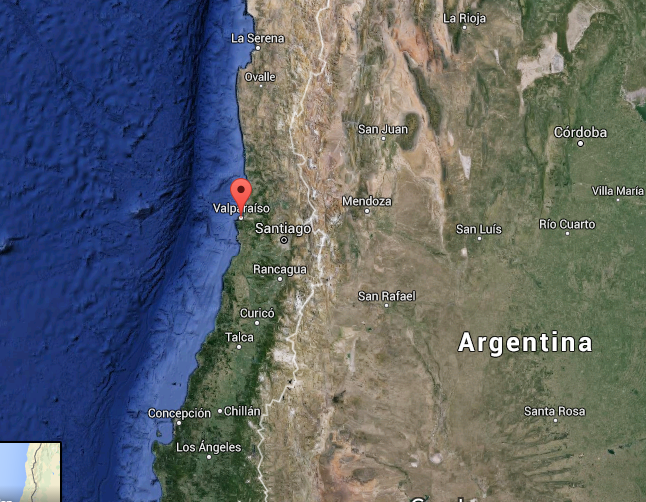 La Rioja
La Serena
Ovalle
San Juan
Córdoba
Villa María
Valparaíso
Mendoza
Santiago
San Luís
Río Cuarto
Rancagua
San Rafael
Curicó
Talca
Argentina
Concepción
Chillán
Santa Rosa
Los Ángeles